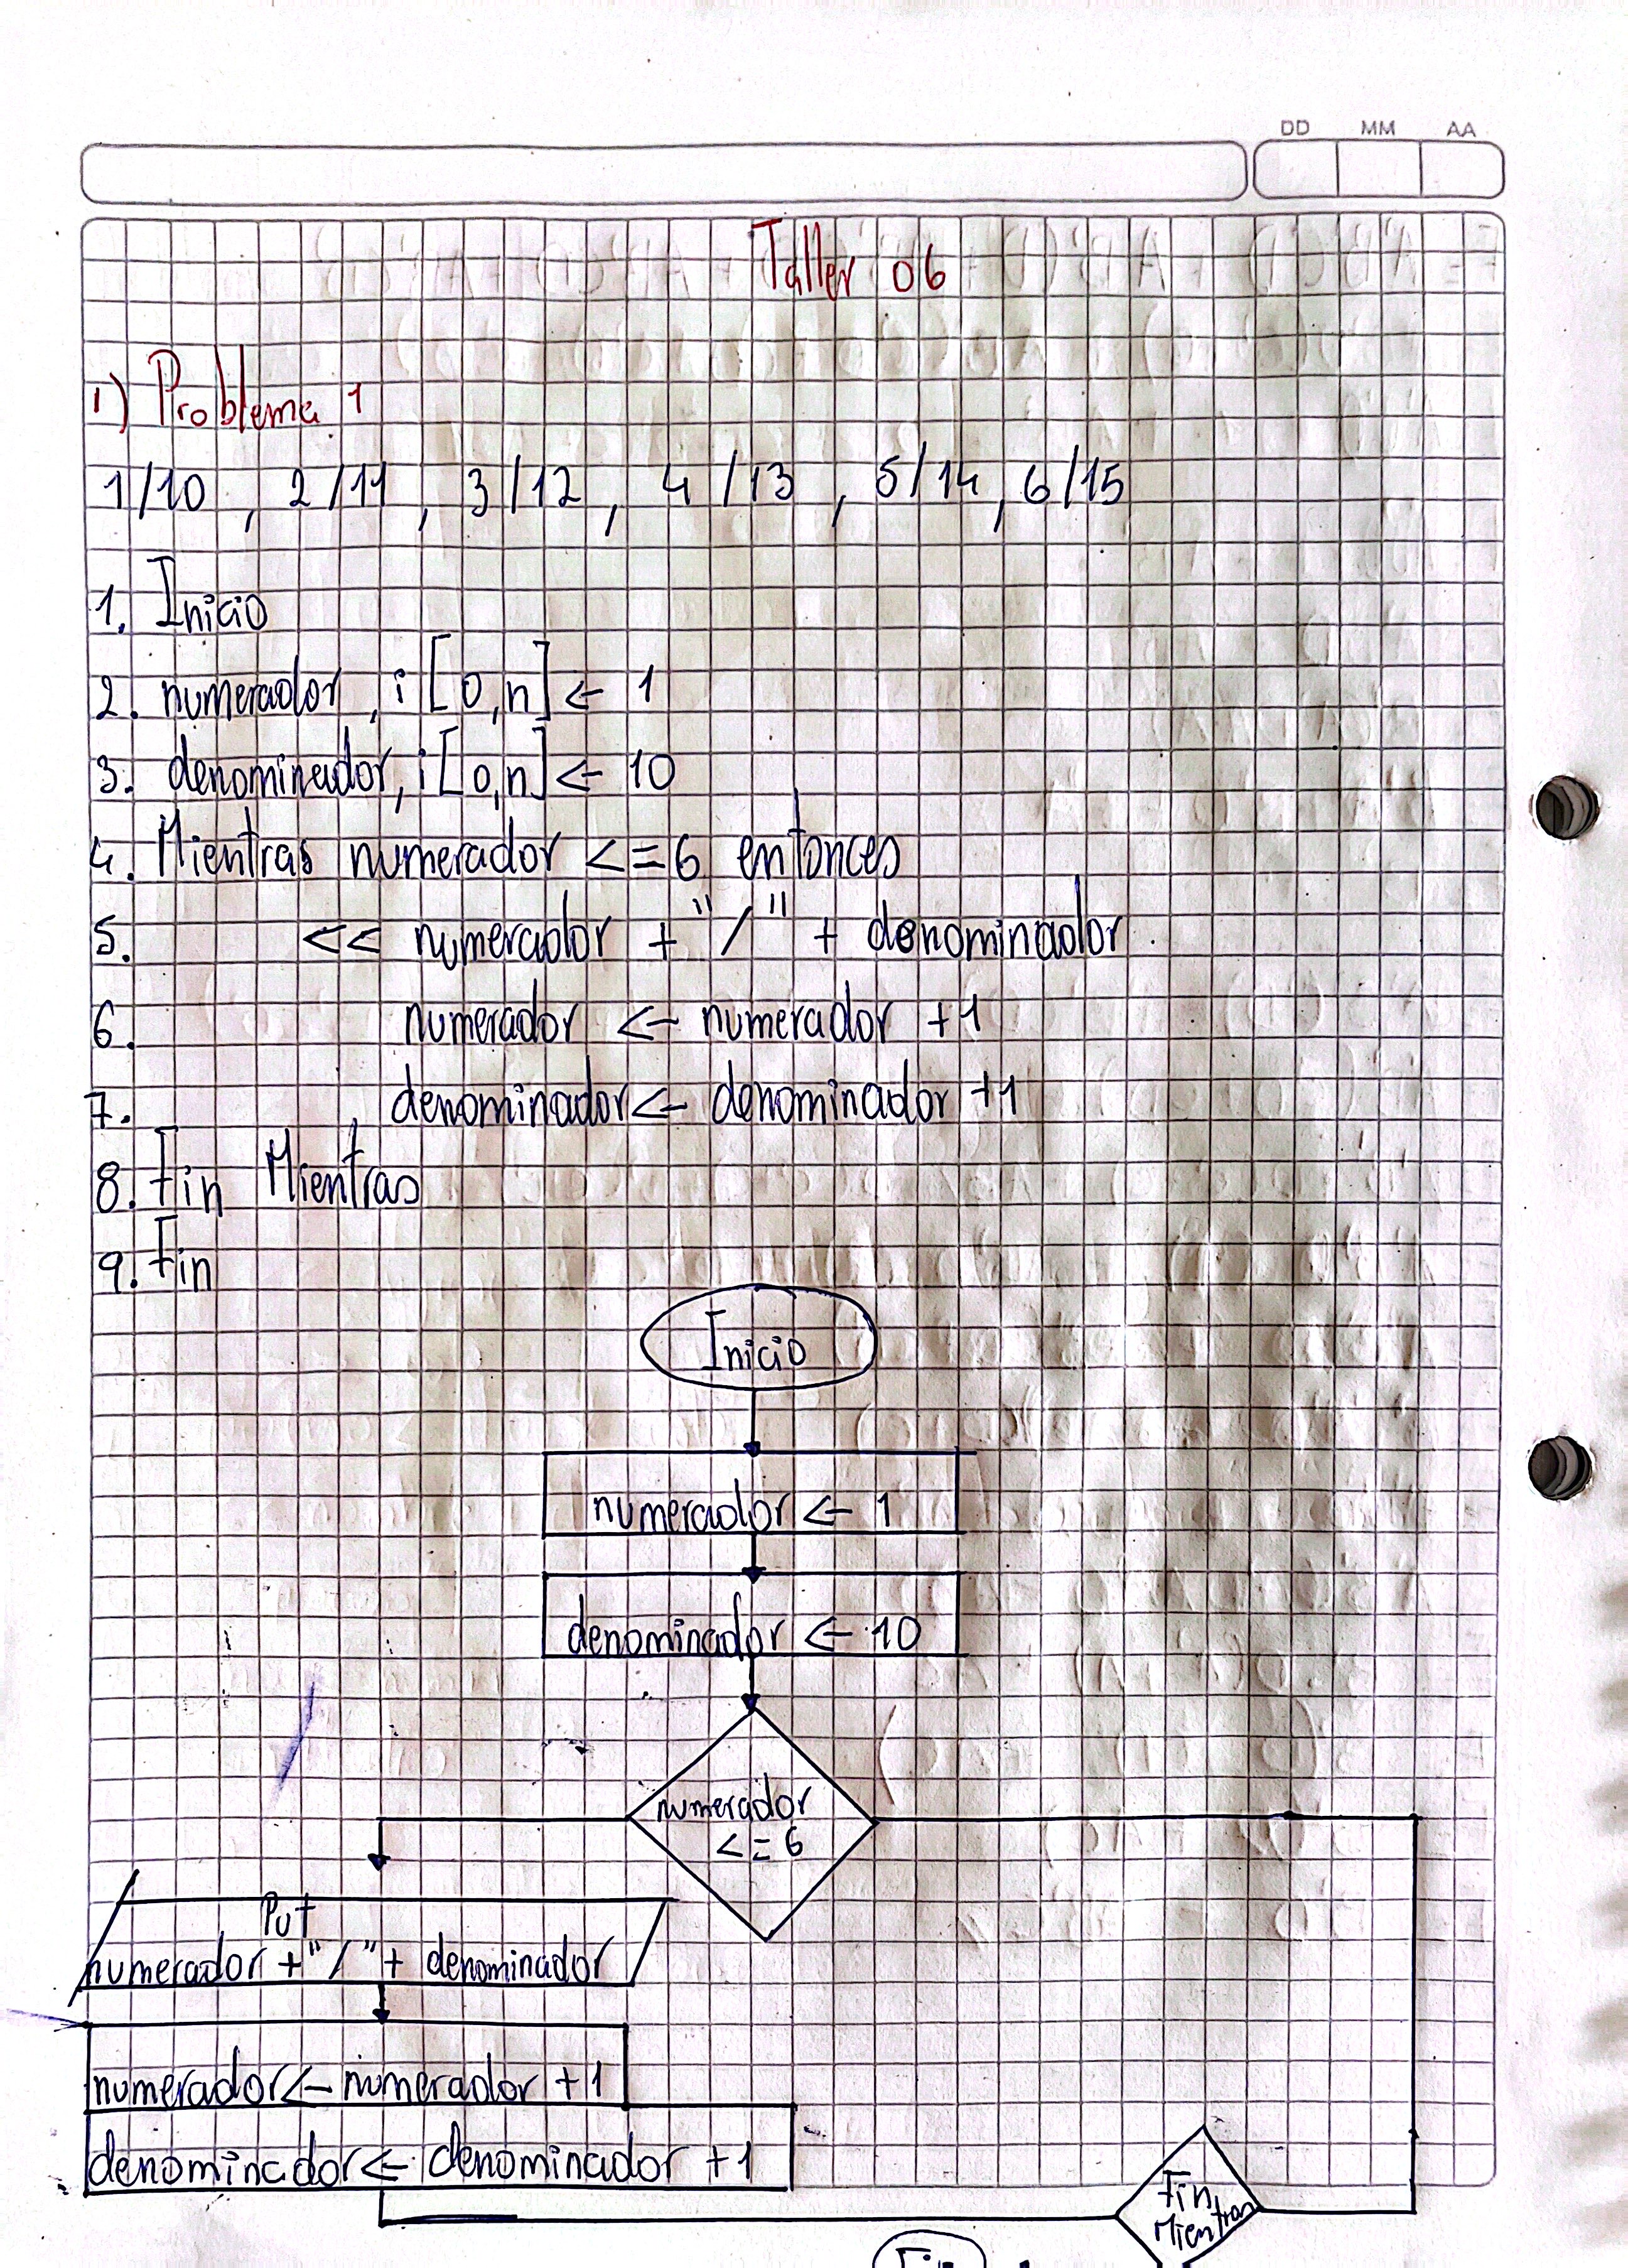 DD MM AA
Taller 06
1) Problema 1
1/10 , 2/11 , 3/12 , 4/13 , 5/14 , 6/15
1. Inicio
2. numerador, i [0,n] <- 1
3. denominador, i [0,n] <- 10
4. Mientras numerador <=6 entonces
5. << numerador + "/" + denominador
6. numerador <- numerador +1
7. denominador <- denominador +1
8. Fin Mientras
9. Fin
Inicio
numerador <- 1
denominador <- 10
numerador
<= 6
Put
numerador + "/" + denominador
numerador <- numerador +1
denominador <- denominador +1
Fin
Mientras